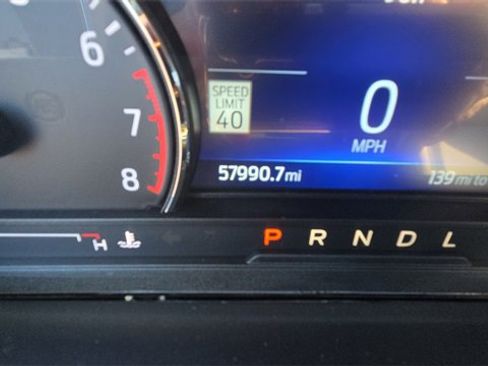 6
7
8
SPEED
LIMIT
40
0
MPH
57990.7mi
139 mi to
H
P R N D L